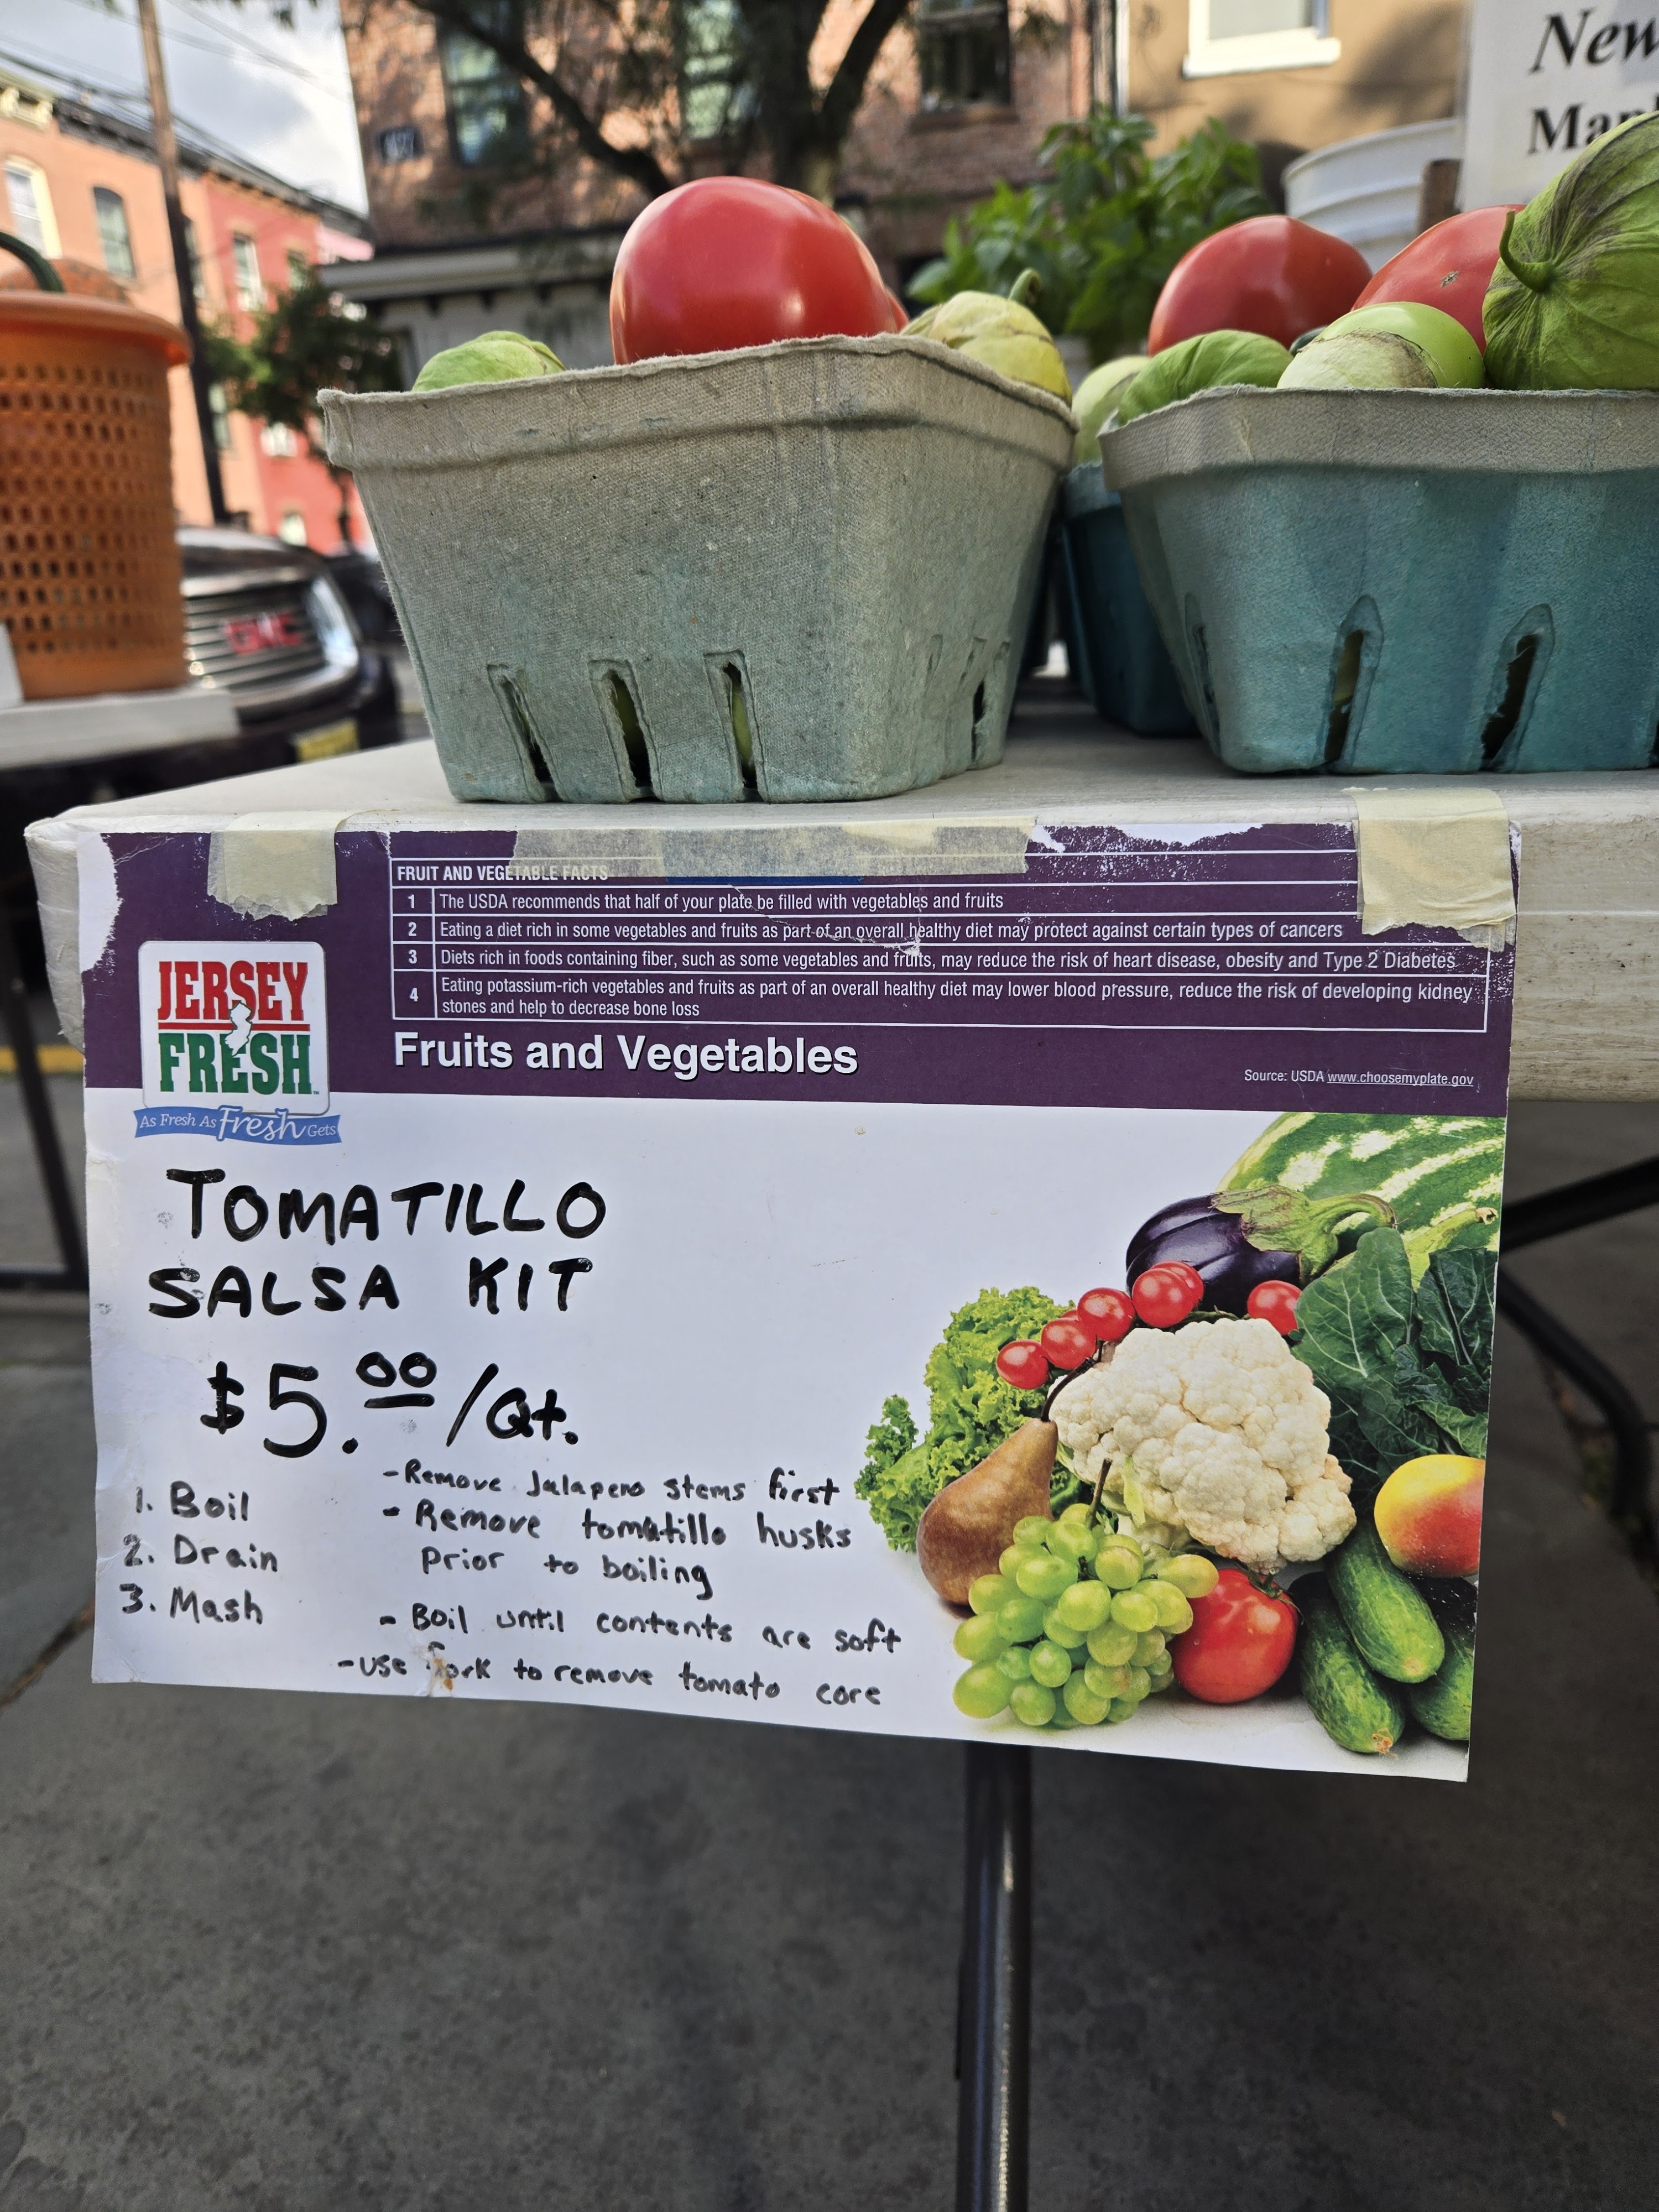 New
GMC
FRUIT AND VEGETABLE FACTS
1 The USDA recommends that half of your plate be filled with vegetables and fruits
2 Eating a diet rich in some vegetables and fruits as part of an overall healthy diet may protect against certain types of cancers
3 Diets rich in foods containing fiber, such as some vegetables and fruits, may reduce the risk of heart disease, obesity and Type 2 Diabetes
4 Eating potassium-rich vegetables and fruits as part of an overall healthy diet may lower blood pressure, reduce the risk of developing kidney
stones and help to decrease bone loss
JERSEY
FRESH
As Fresh As Fresh Gets
Fruits and Vegetables
Source: USDA www.choosemyplate.gov
TOMATILLO
SALSA KIT
$5.00/Qt.
1. Boil
2. Drain
3. Mash
-Remove Jalapeno stems first
- Remove tomatillo husks
prior to boiling
- Boil until contents are soft
-use fork to remove tomato core